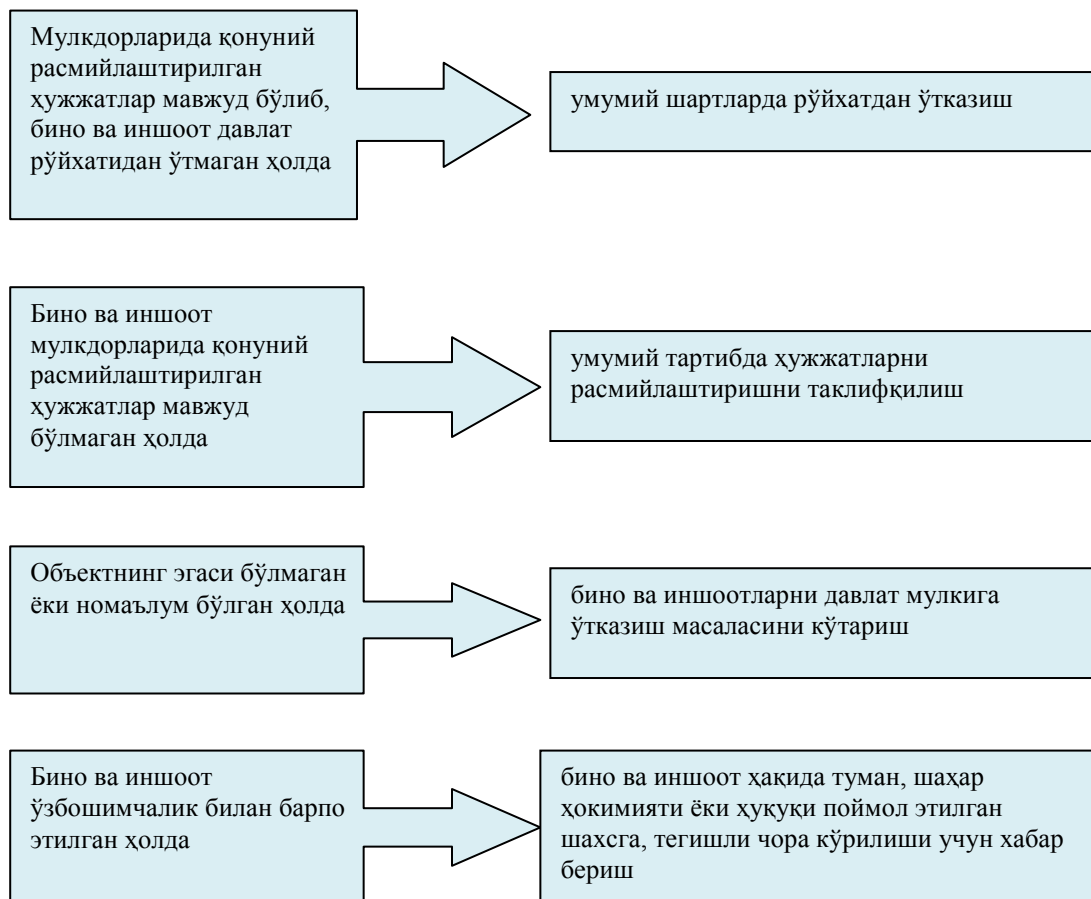 Мулкдорларида қонуний
расмийлаштирилган
ҳужжатлар мавжуд бўлиб,
бино ва иншоот давлат
рўйхатидан ўтмаган ҳолда
умумий шартларда рўйхатдан ўтказиш
Бино ва иншоот
мулкдорларида қонуний
расмийлаштирилган
ҳужжатлар мавжуд
бўлмаган ҳолда
умумий тартибда ҳужжатларни
расмийлаштиришни таклифқилиш
Объектнинг эгаси бўлмаган
ёки номаълум бўлган ҳолда
бино ва иншоотларни давлат мулкига
ўтказиш масаласини кўтариш
Бино ва иншоот
ўзбошимчалик билан барпо
этилган ҳолда
бино ва иншоот ҳақида туман, шаҳар
ҳокимияти ёки ҳуқуқи поймол этилган
шахсга, тегишли чора кўрилиши учун хабар
бериш